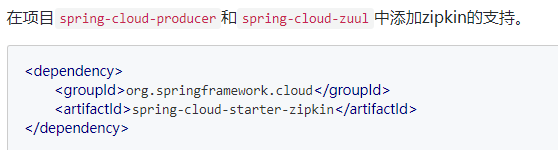 在项目 spring-cloud-producer 和 spring-cloud-zuul 中添加zipkin的支持。
<dependency>
    <groupId>org.springframework.cloud</groupId>
    <artifactId>spring-cloud-starter-zipkin</artifactId>
</dependency>